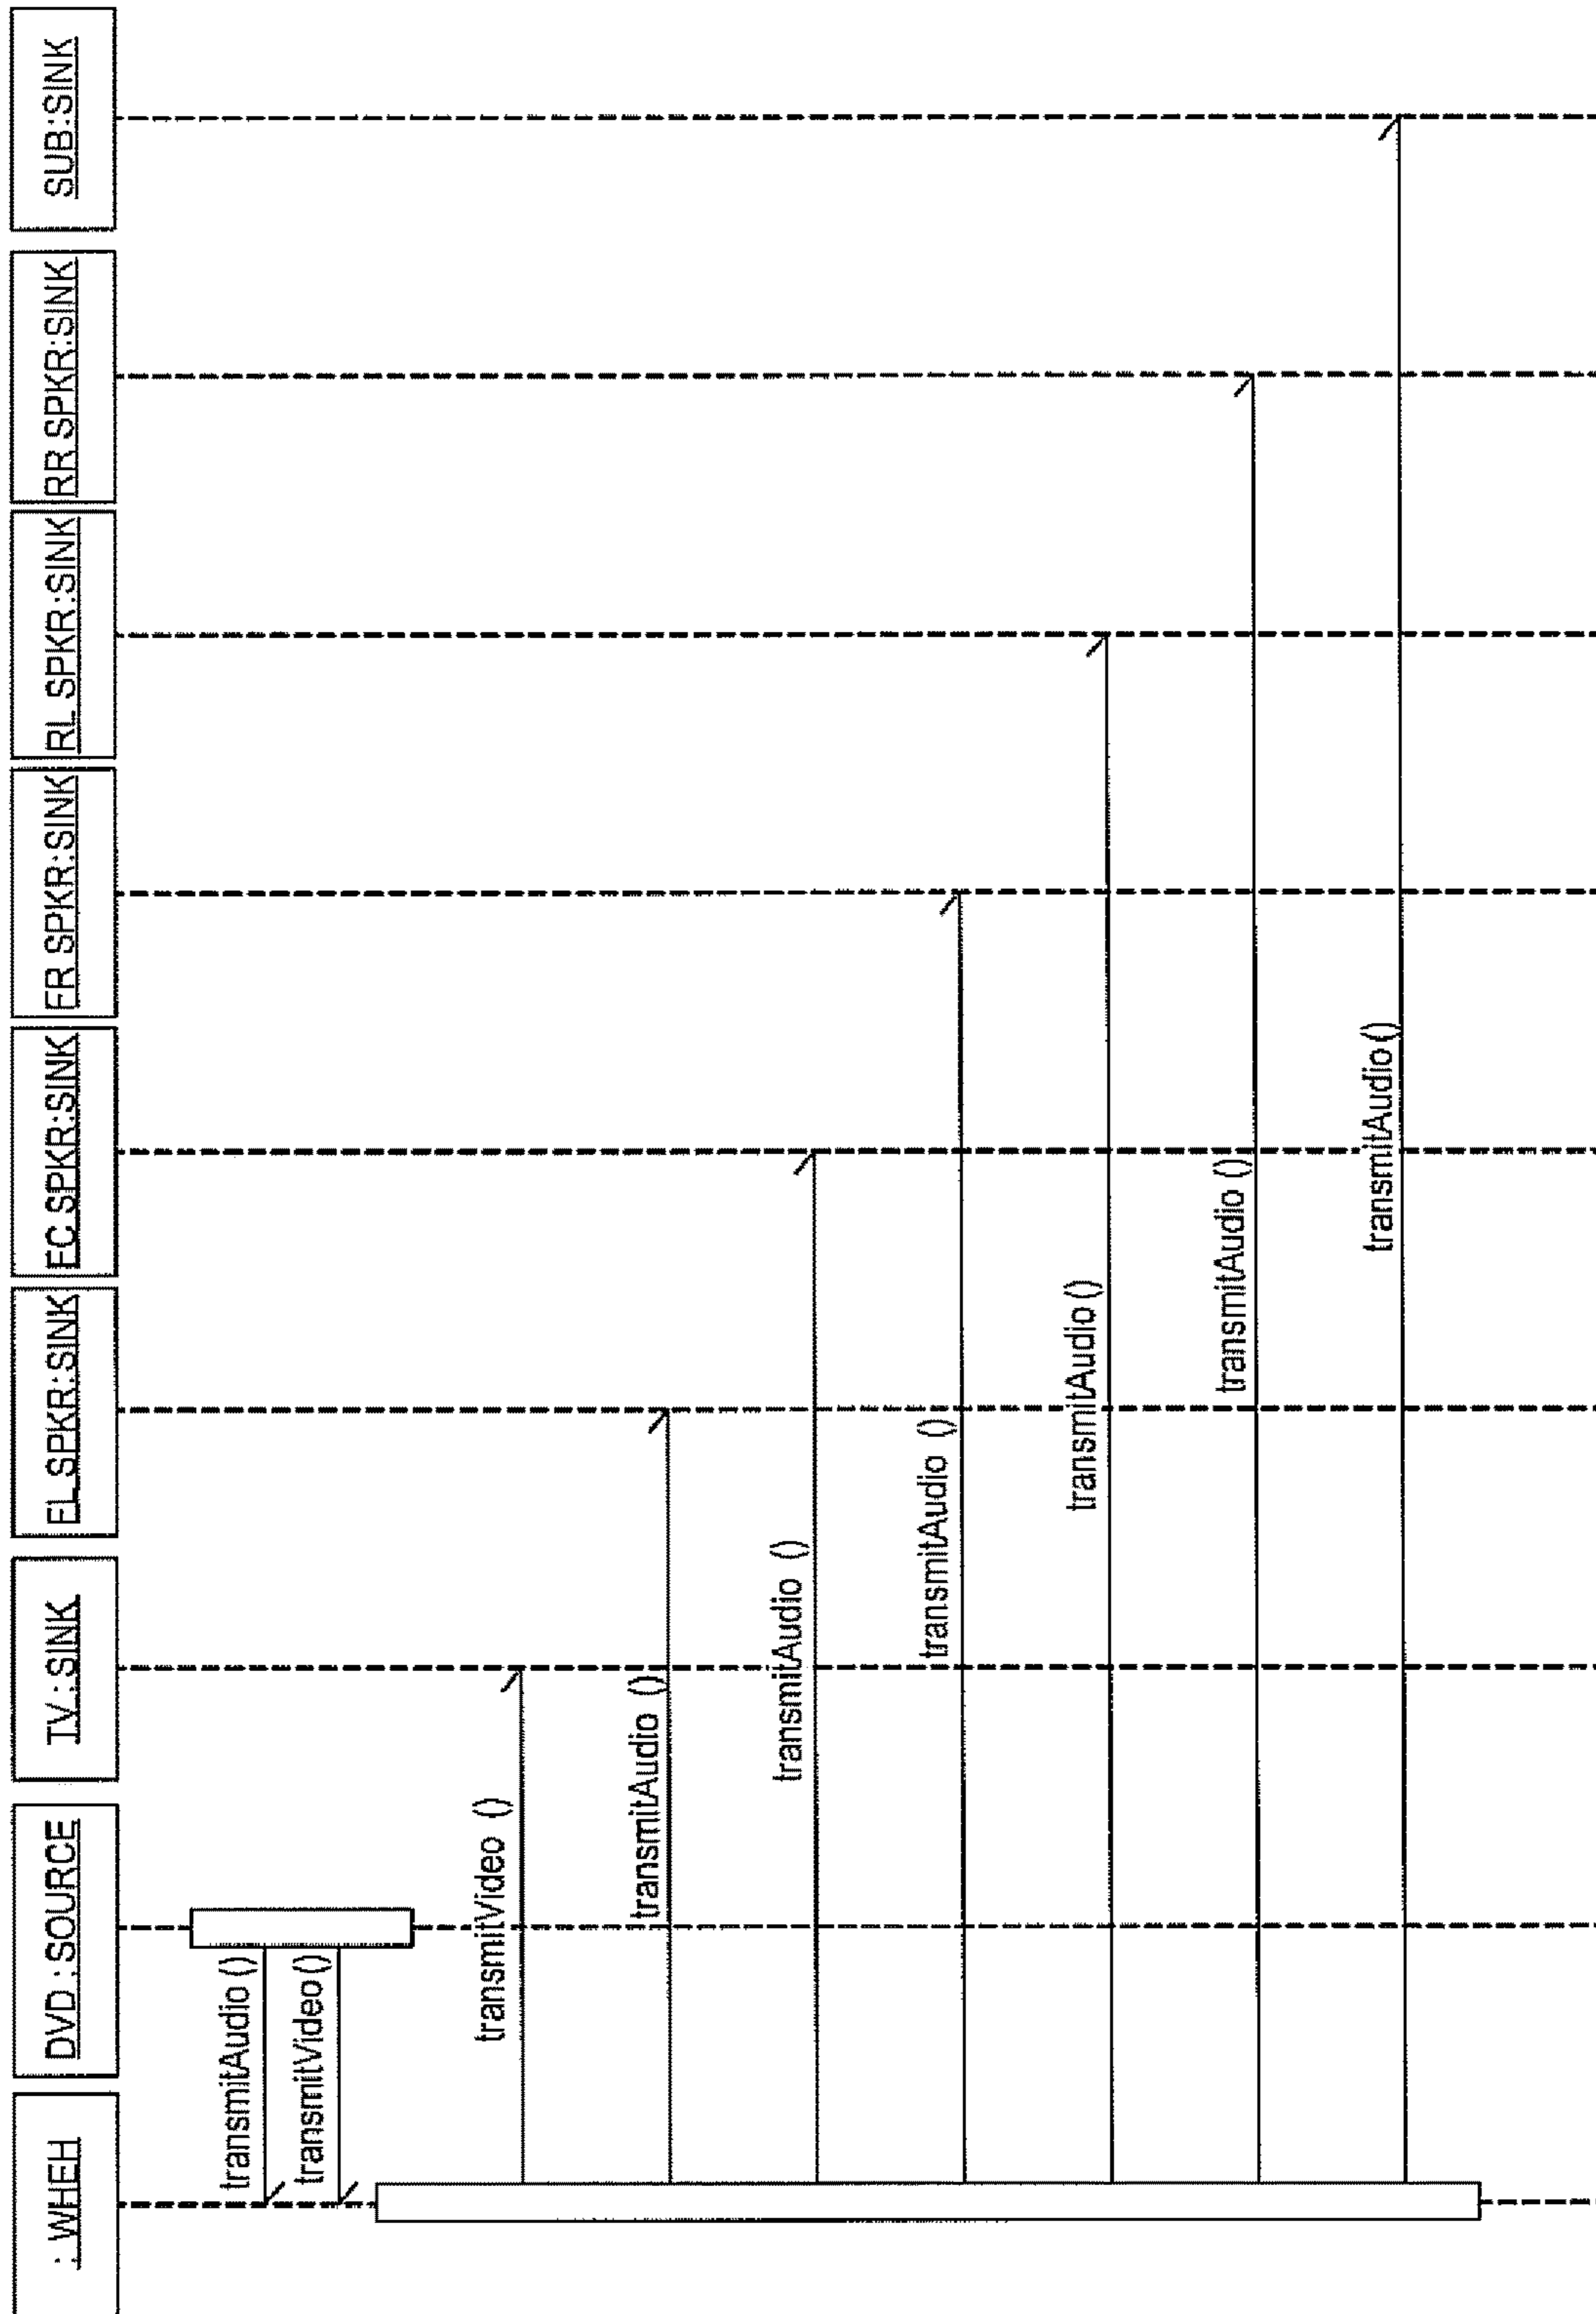 : WHEH
DVD : SOURCE
TV : SINK
FL SPKR: SINK
FC SPKR:SINK
FR SPKR: SINK
RL SPKR :SINK
RR SPKR:SINK
SUB:SINK
transmitAudio ()
transmitVideo ()
transmitVideo ()
transmitAudio ()
transmitAudio ()
transmitAudio ()
transmitAudio ()
transmitAudio ()
transmitAudio ()